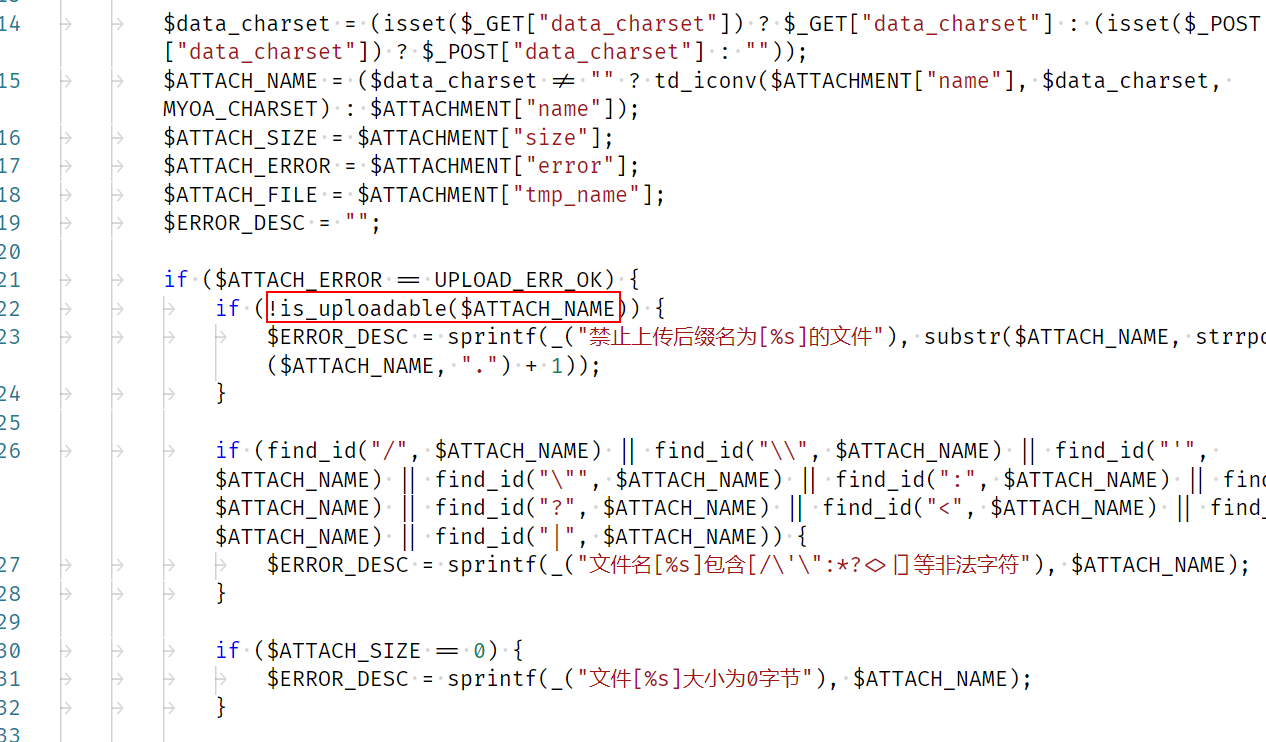 14 $data_charset = (isset($_GET["data_charset"]) ? $_GET["data_charset"] : (isset($_POST
["data_charset"]) ? $_POST["data_charset"] : ""));
15 $ATTACH_NAME = ($data_charset != "" ? td_iconv($ATTACHMENT["name"], $data_charset,
MYOA_CHARSET) : $ATTACHMENT["name"]);
16 $ATTACH_SIZE = $ATTACHMENT["size"];
17 $ATTACH_ERROR = $ATTACHMENT["error"];
18 $ATTACH_FILE = $ATTACHMENT["tmp_name"];
19 $ERROR_DESC = "";
20
21 if ($ATTACH_ERROR == UPLOAD_ERR_OK) {
22 if (!is_uploadable($ATTACH_NAME)) {
23 $ERROR_DESC = sprintf(_("禁止上传后缀名为[%s]的文件"), substr($ATTACH_NAME,
($ATTACH_NAME, ".") + 1));
24 }
25
26 if (find_id("/", $ATTACH_NAME) || find_id("\\", $ATTACH_NAME) || find_id("'",
$ATTACH_NAME) || find_id("\"", $ATTACH_NAME) || find_id(":", $ATTACH_NAME) ||
$ATTACH_NAME) || find_id("?", $ATTACH_NAME) || find_id("<", $ATTACH_NAME) ||
$ATTACH_NAME) || find_id("|", $ATTACH_NAME)) {
27 $ERROR_DESC = sprintf(_("文件名[%s]包含[/\'\":*?<>|]等非法字符"), $ATTACH_NAME);
28 }
29
30 if ($ATTACH_SIZE == 0) {
31 $ERROR_DESC = sprintf(_("文件[%s]大小为0字节"), $ATTACH_NAME);
32 }
33